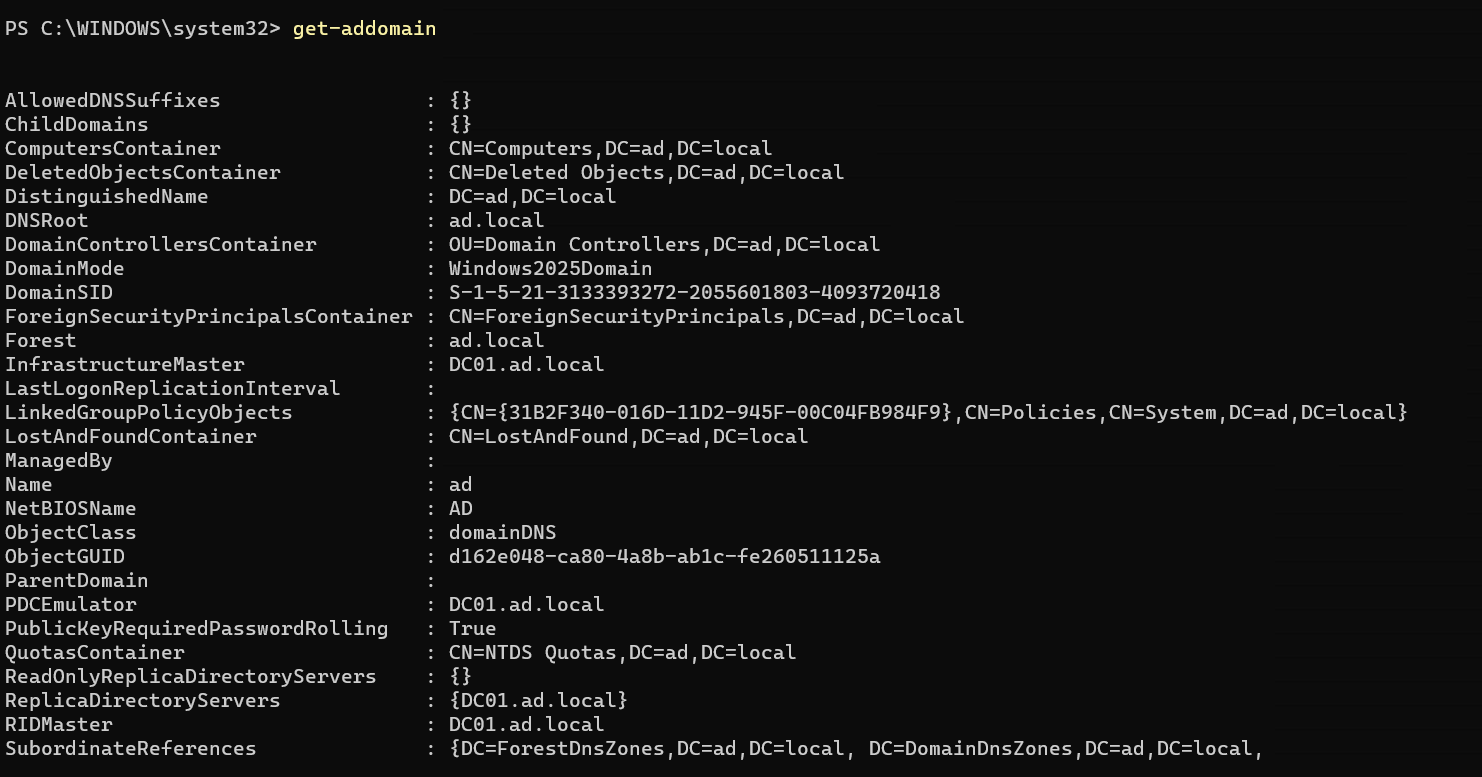 PS C:\WINDOWS\system32> get-addomain
AllowedDNSSuffixes                 : {}
ChildDomains                       : {}
ComputersContainer                 : CN=Computers,DC=ad,DC=local
DeletedObjectsContainer            : CN=Deleted Objects,DC=ad,DC=local
DistinguishedName                  : DC=ad,DC=local
DNSRoot                            : ad.local
DomainControllersContainer         : OU=Domain Controllers,DC=ad,DC=local
DomainMode                         : Windows2025Domain
DomainSID                          : S-1-5-21-3133393272-2055601803-4093720418
ForeignSecurityPrincipalsContainer : CN=ForeignSecurityPrincipals,DC=ad,DC=local
Forest                             : ad.local
InfrastructureMaster               : DC01.ad.local
LastLogonReplicationInterval       :
LinkedGroupPolicyObjects           : {CN={31B2F340-016D-11D2-945F-00C04FB984F9},CN=Policies,CN=System,DC=ad,DC=local}
LostAndFoundContainer              : CN=LostAndFound,DC=ad,DC=local
ManagedBy                          :
Name                               : ad
NetBIOSName                        : AD
ObjectClass                        : domainDNS
ObjectGUID                         : d162e048-ca80-4a8b-ab1c-fe260511125a
ParentDomain                       :
PDCEmulator                        : DC01.ad.local
PublicKeyRequiredPasswordRolling   : True
QuotasContainer                    : CN=NTDS Quotas,DC=ad,DC=local
ReadOnlyReplicaDirectoryServers    : {}
ReplicaDirectoryServers            : {DC01.ad.local}
RIDMaster                          : DC01.ad.local
SubordinateReferences              : {DC=ForestDnsZones,DC=ad,DC=local, DC=DomainDnsZones,DC=ad,DC=local,